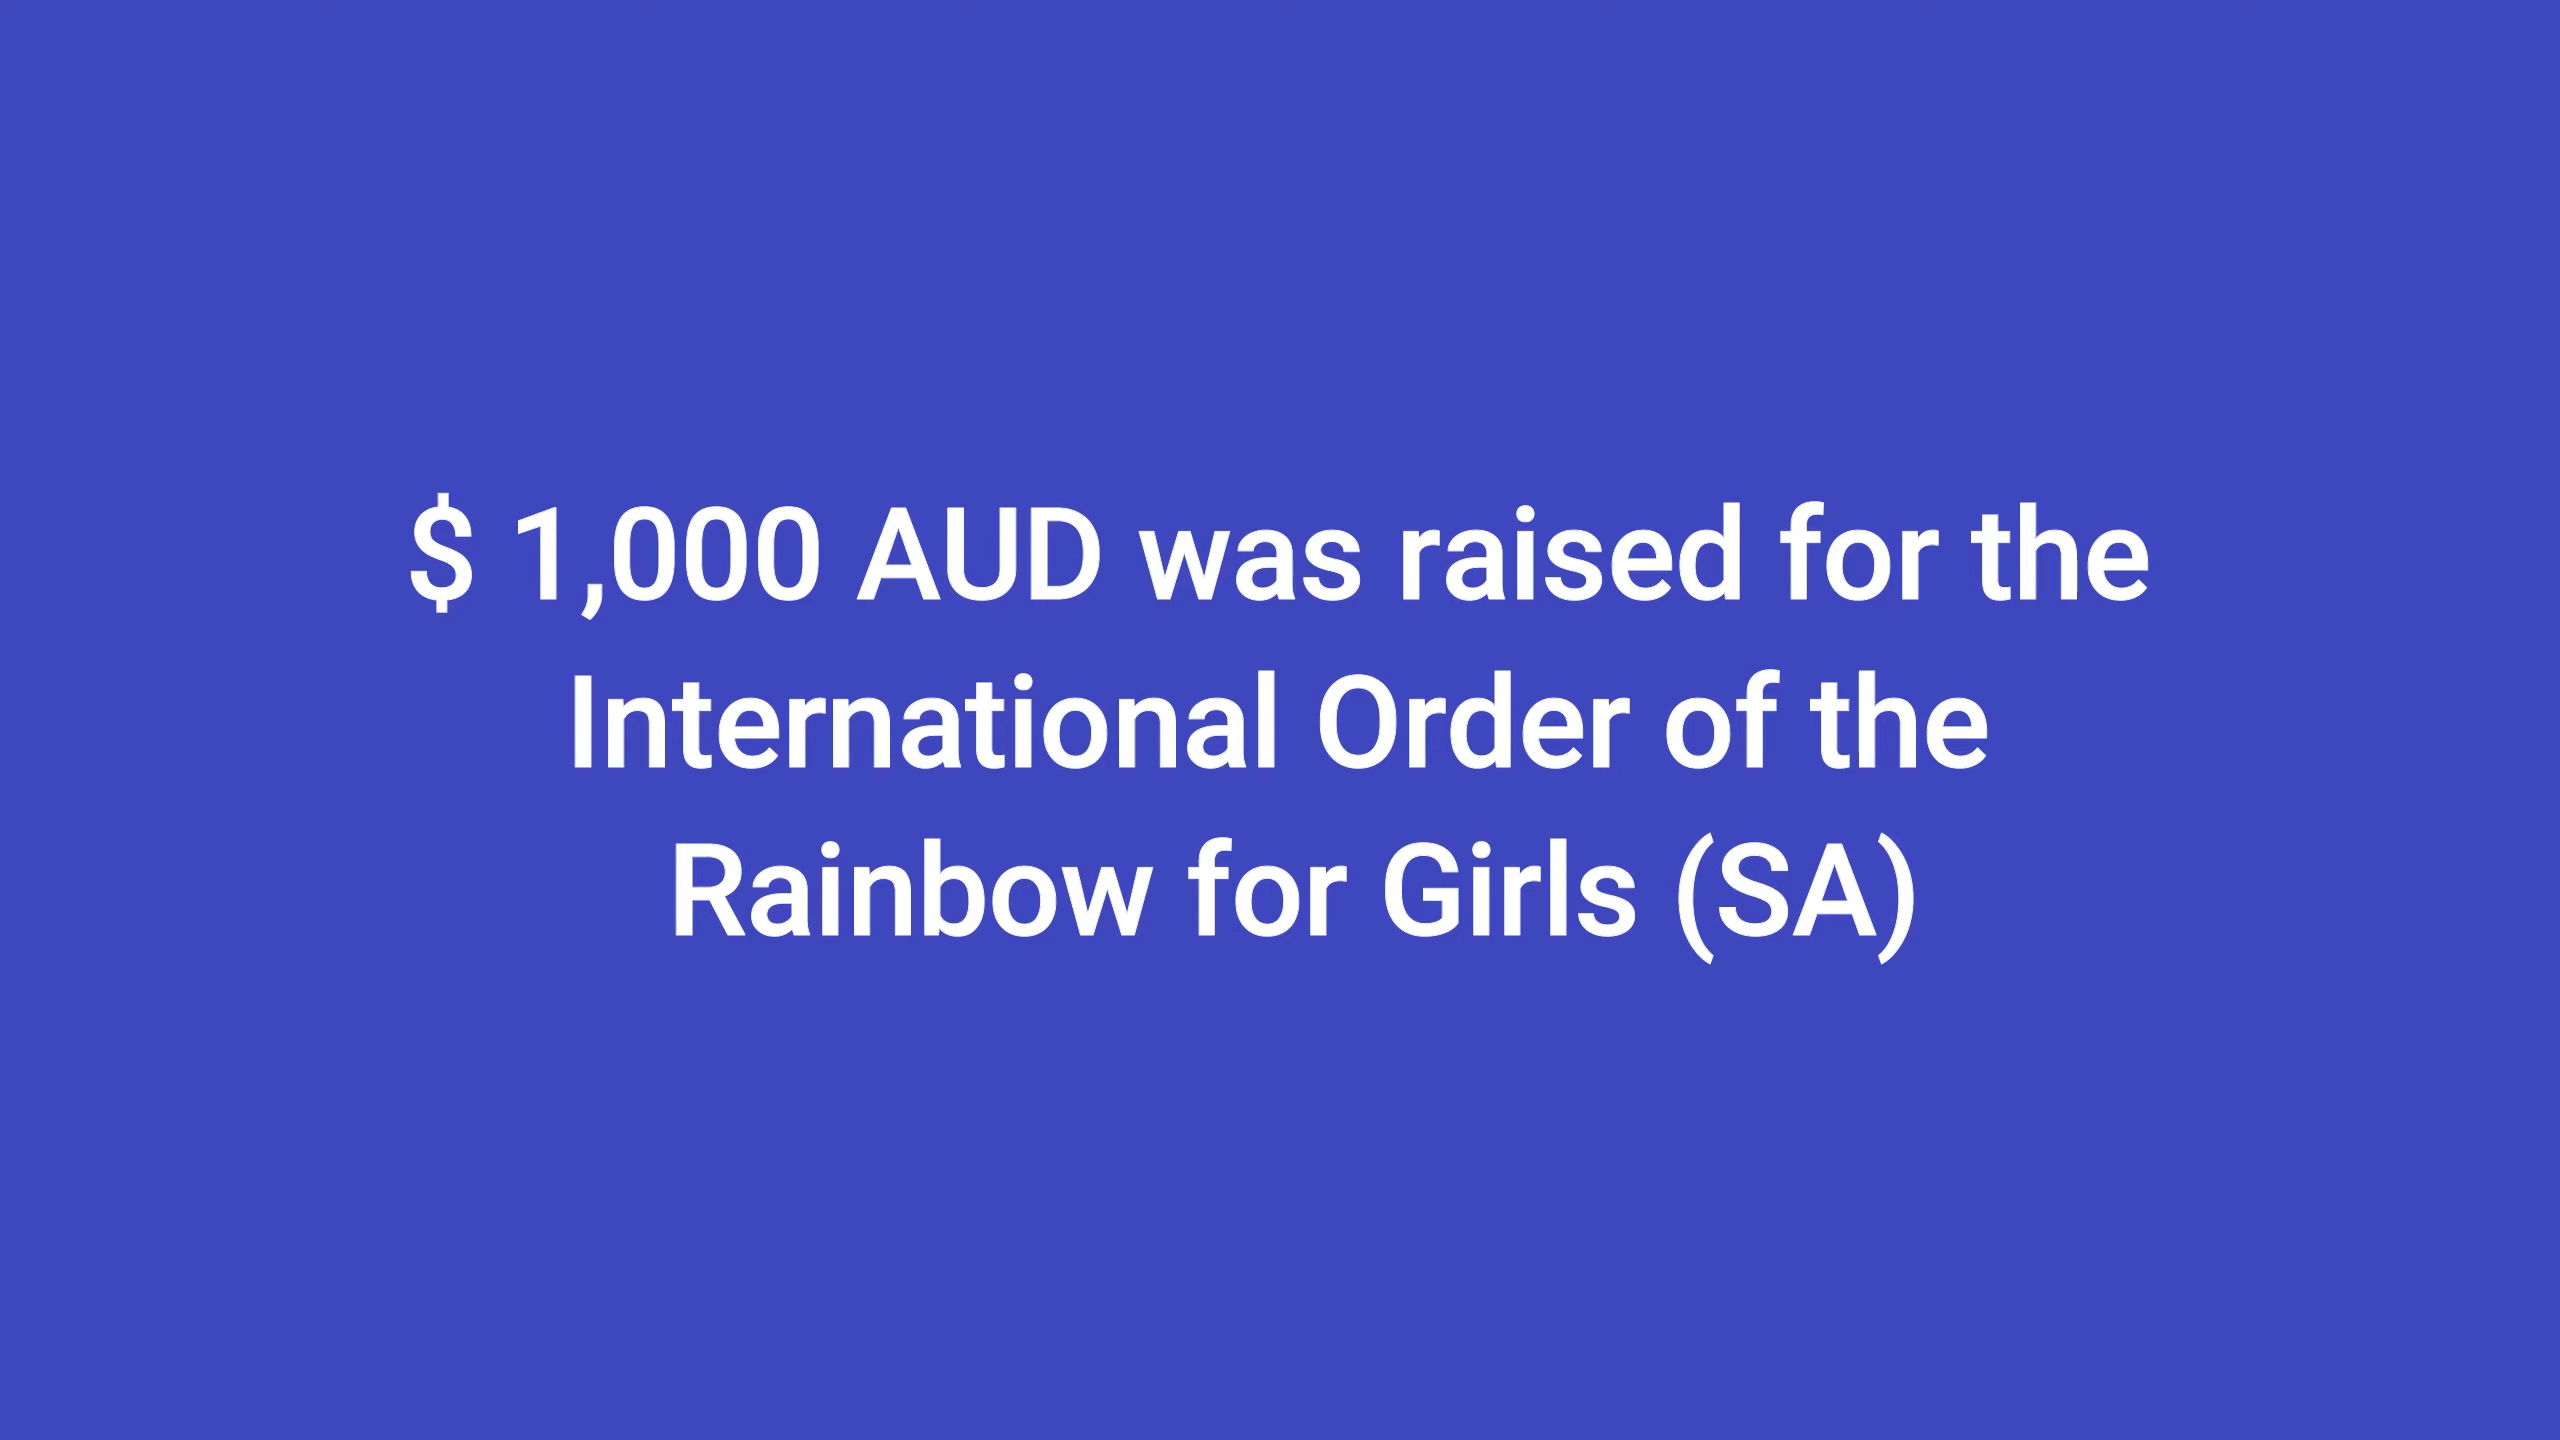 $ 1,000 AUD was raised for the
International Order of the
Rainbow for Girls (SA)